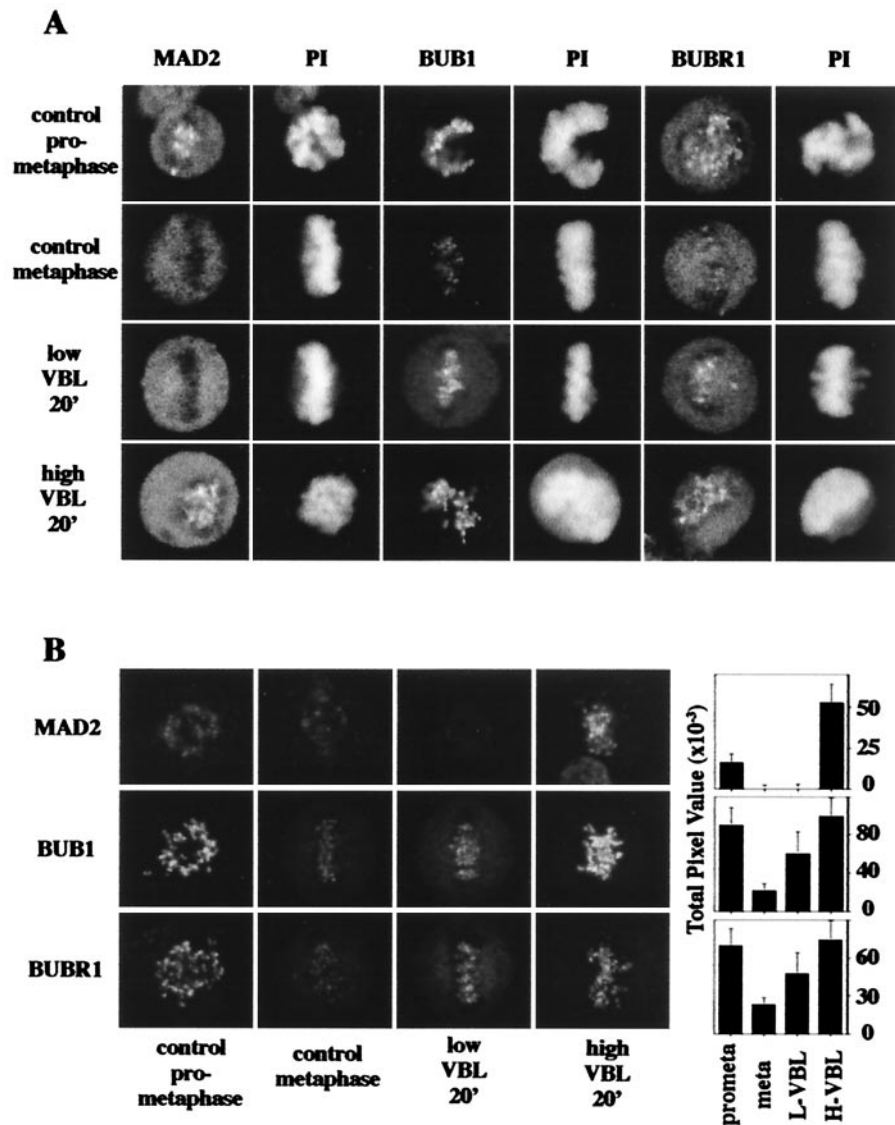 A
MAD2 PI BUB1 PI BUBR1 PI
control
pro-
metaphase
control
metaphase
low
VBL
20'
high
VBL
20'
B
MAD2
BUB1
BUBR1
control
pro-
metaphase
control
metaphase
low
VBL
20'
high
VBL
20'
Total Pixel Value (x10-3)
50
25
0
80
40
0
60
30
0
prometa
meta
L-VBL
H-VBL